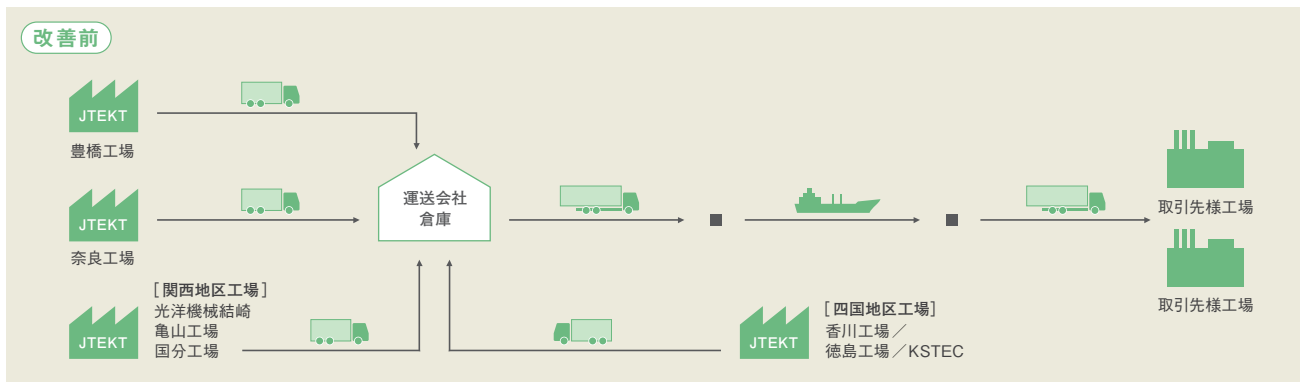 改善前
JTEKT
豊橋工場
JTEKT
奈良工場
運送会社
倉庫
取引先様工場
取引先様工場
JTEKT
[関西地区工場]
光洋機械結崎
亀山工場
国分工場
JTEKT
[四国地区工場]
香川工場／
徳島工場／KSTEC